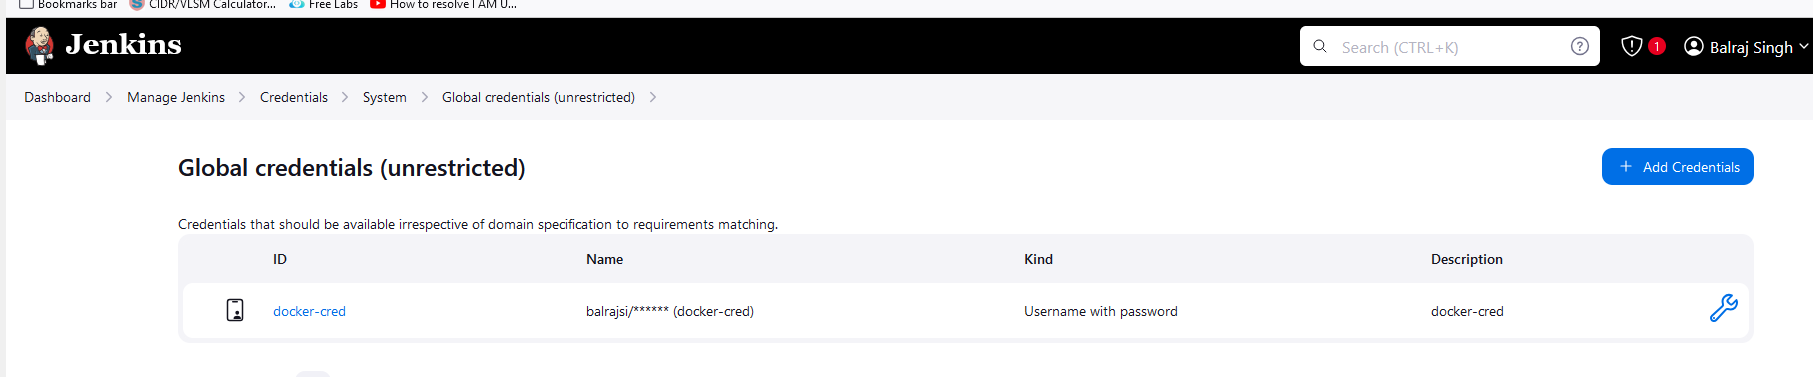 Bookmarks bar CIDR/VLSM Calculator... Free Labs How to resolve I AM U...
Jenkins Search (CTRL+K) ? 1 Balraj Singh
Dashboard Manage Jenkins Credentials System Global credentials (unrestricted)
Global credentials (unrestricted)
+ Add Credentials
Credentials that should be available irrespective of domain specification to requirements matching.
ID Name Kind Description
docker-cred balrajsi/****** (docker-cred) Username with password docker-cred